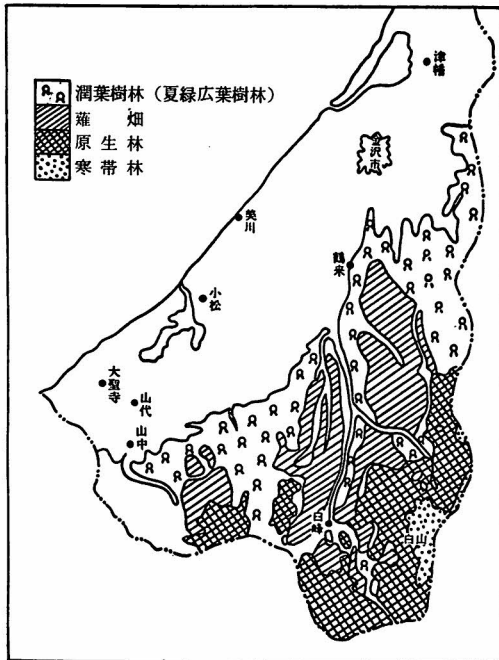 潤葉樹林（夏緑広葉樹林）
薙畑
原生林
寒帯林
津幡
金沢市
美川
鶴来
小松
大聖寺
山代
山中
白峰
白山